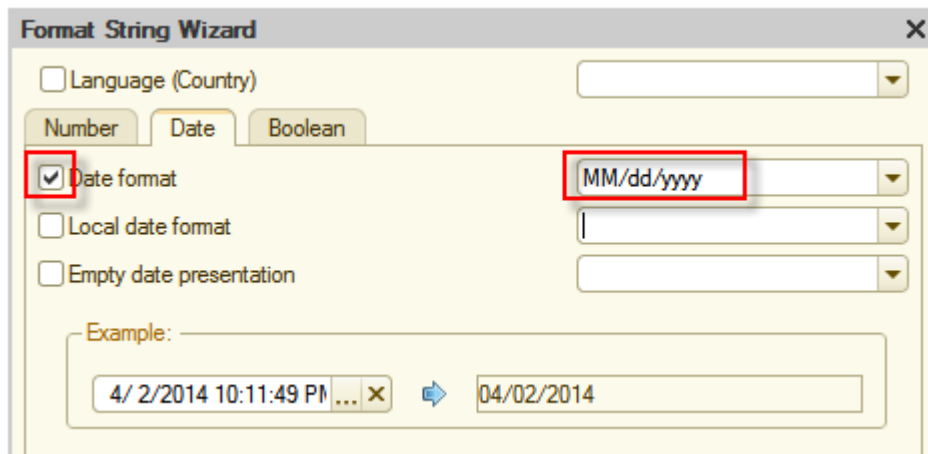 Format String Wizard
Language (Country)
Number Date Boolean
Date format MM/dd/yyyy
Local date format
Empty date presentation
Example:
4/ 2/2014 10:11:49 PM ... 04/02/2014